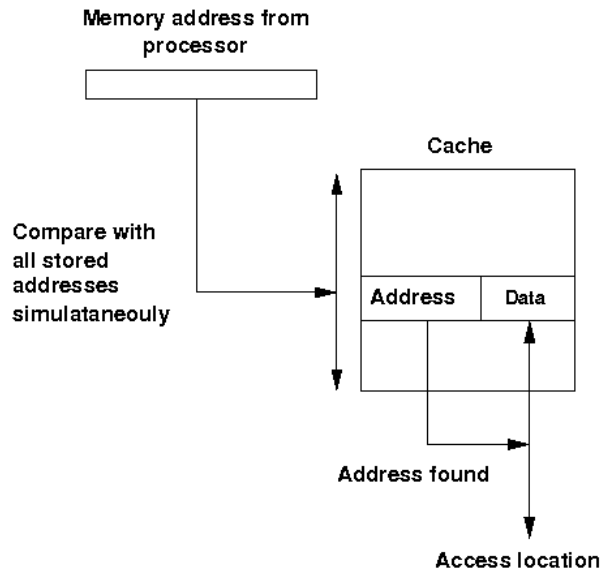 Memory address from
processor
Cache
Compare with
all stored
addresses
simulataneouly
Address
Data
Address found
Access location